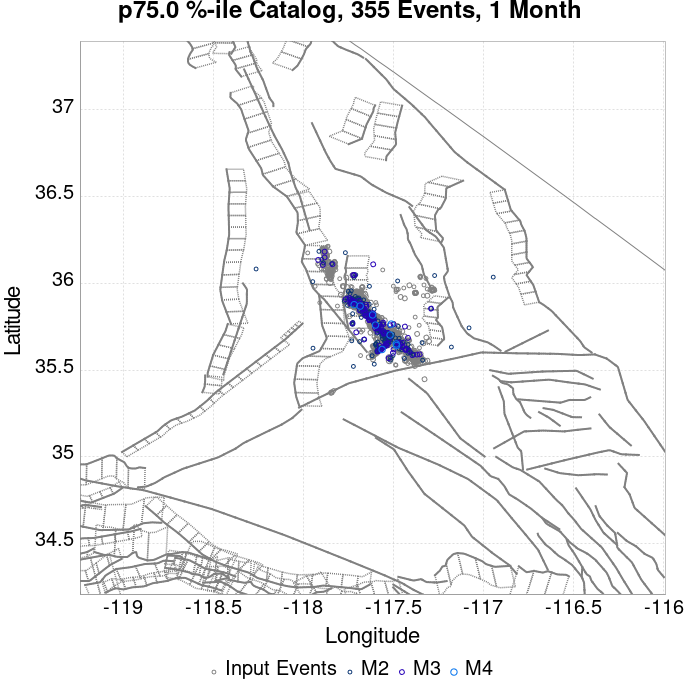 p75.0 %-ile Catalog, 355 Events, 1 Month
37
36.5
36
35.5
35
34.5
Latitude
-119
-118.5
-118
-117.5
-117
-116.5
-116
Longitude
Input Events
M2
M3
M4